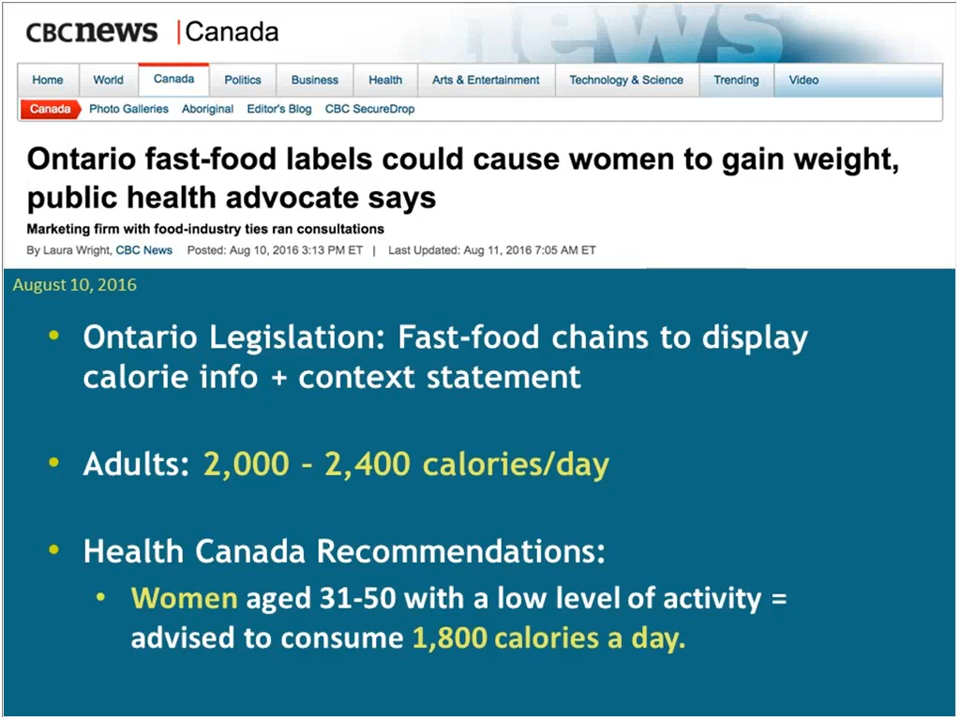 CBCnews | Canada
news
Home World Canada Politics Business Health Arts & Entertainment Technology & Science Trending Video
Canada Photo Galleries Aboriginal Editor's Blog CBC SecureDrop
Ontario fast-food labels could cause women to gain weight,
public health advocate says
Marketing firm with food-industry ties ran consultations
By Laura Wright, CBC News Posted: Aug 10, 2016 3:13 PM ET | Last Updated: Aug 11, 2016 7:05 AM ET
August 10, 2016
• Ontario Legislation: Fast-food chains to display
calorie info + context statement
• Adults: 2,000 – 2,400 calories/day
• Health Canada Recommendations:
• Women aged 31-50 with a low level of activity =
advised to consume 1,800 calories a day.